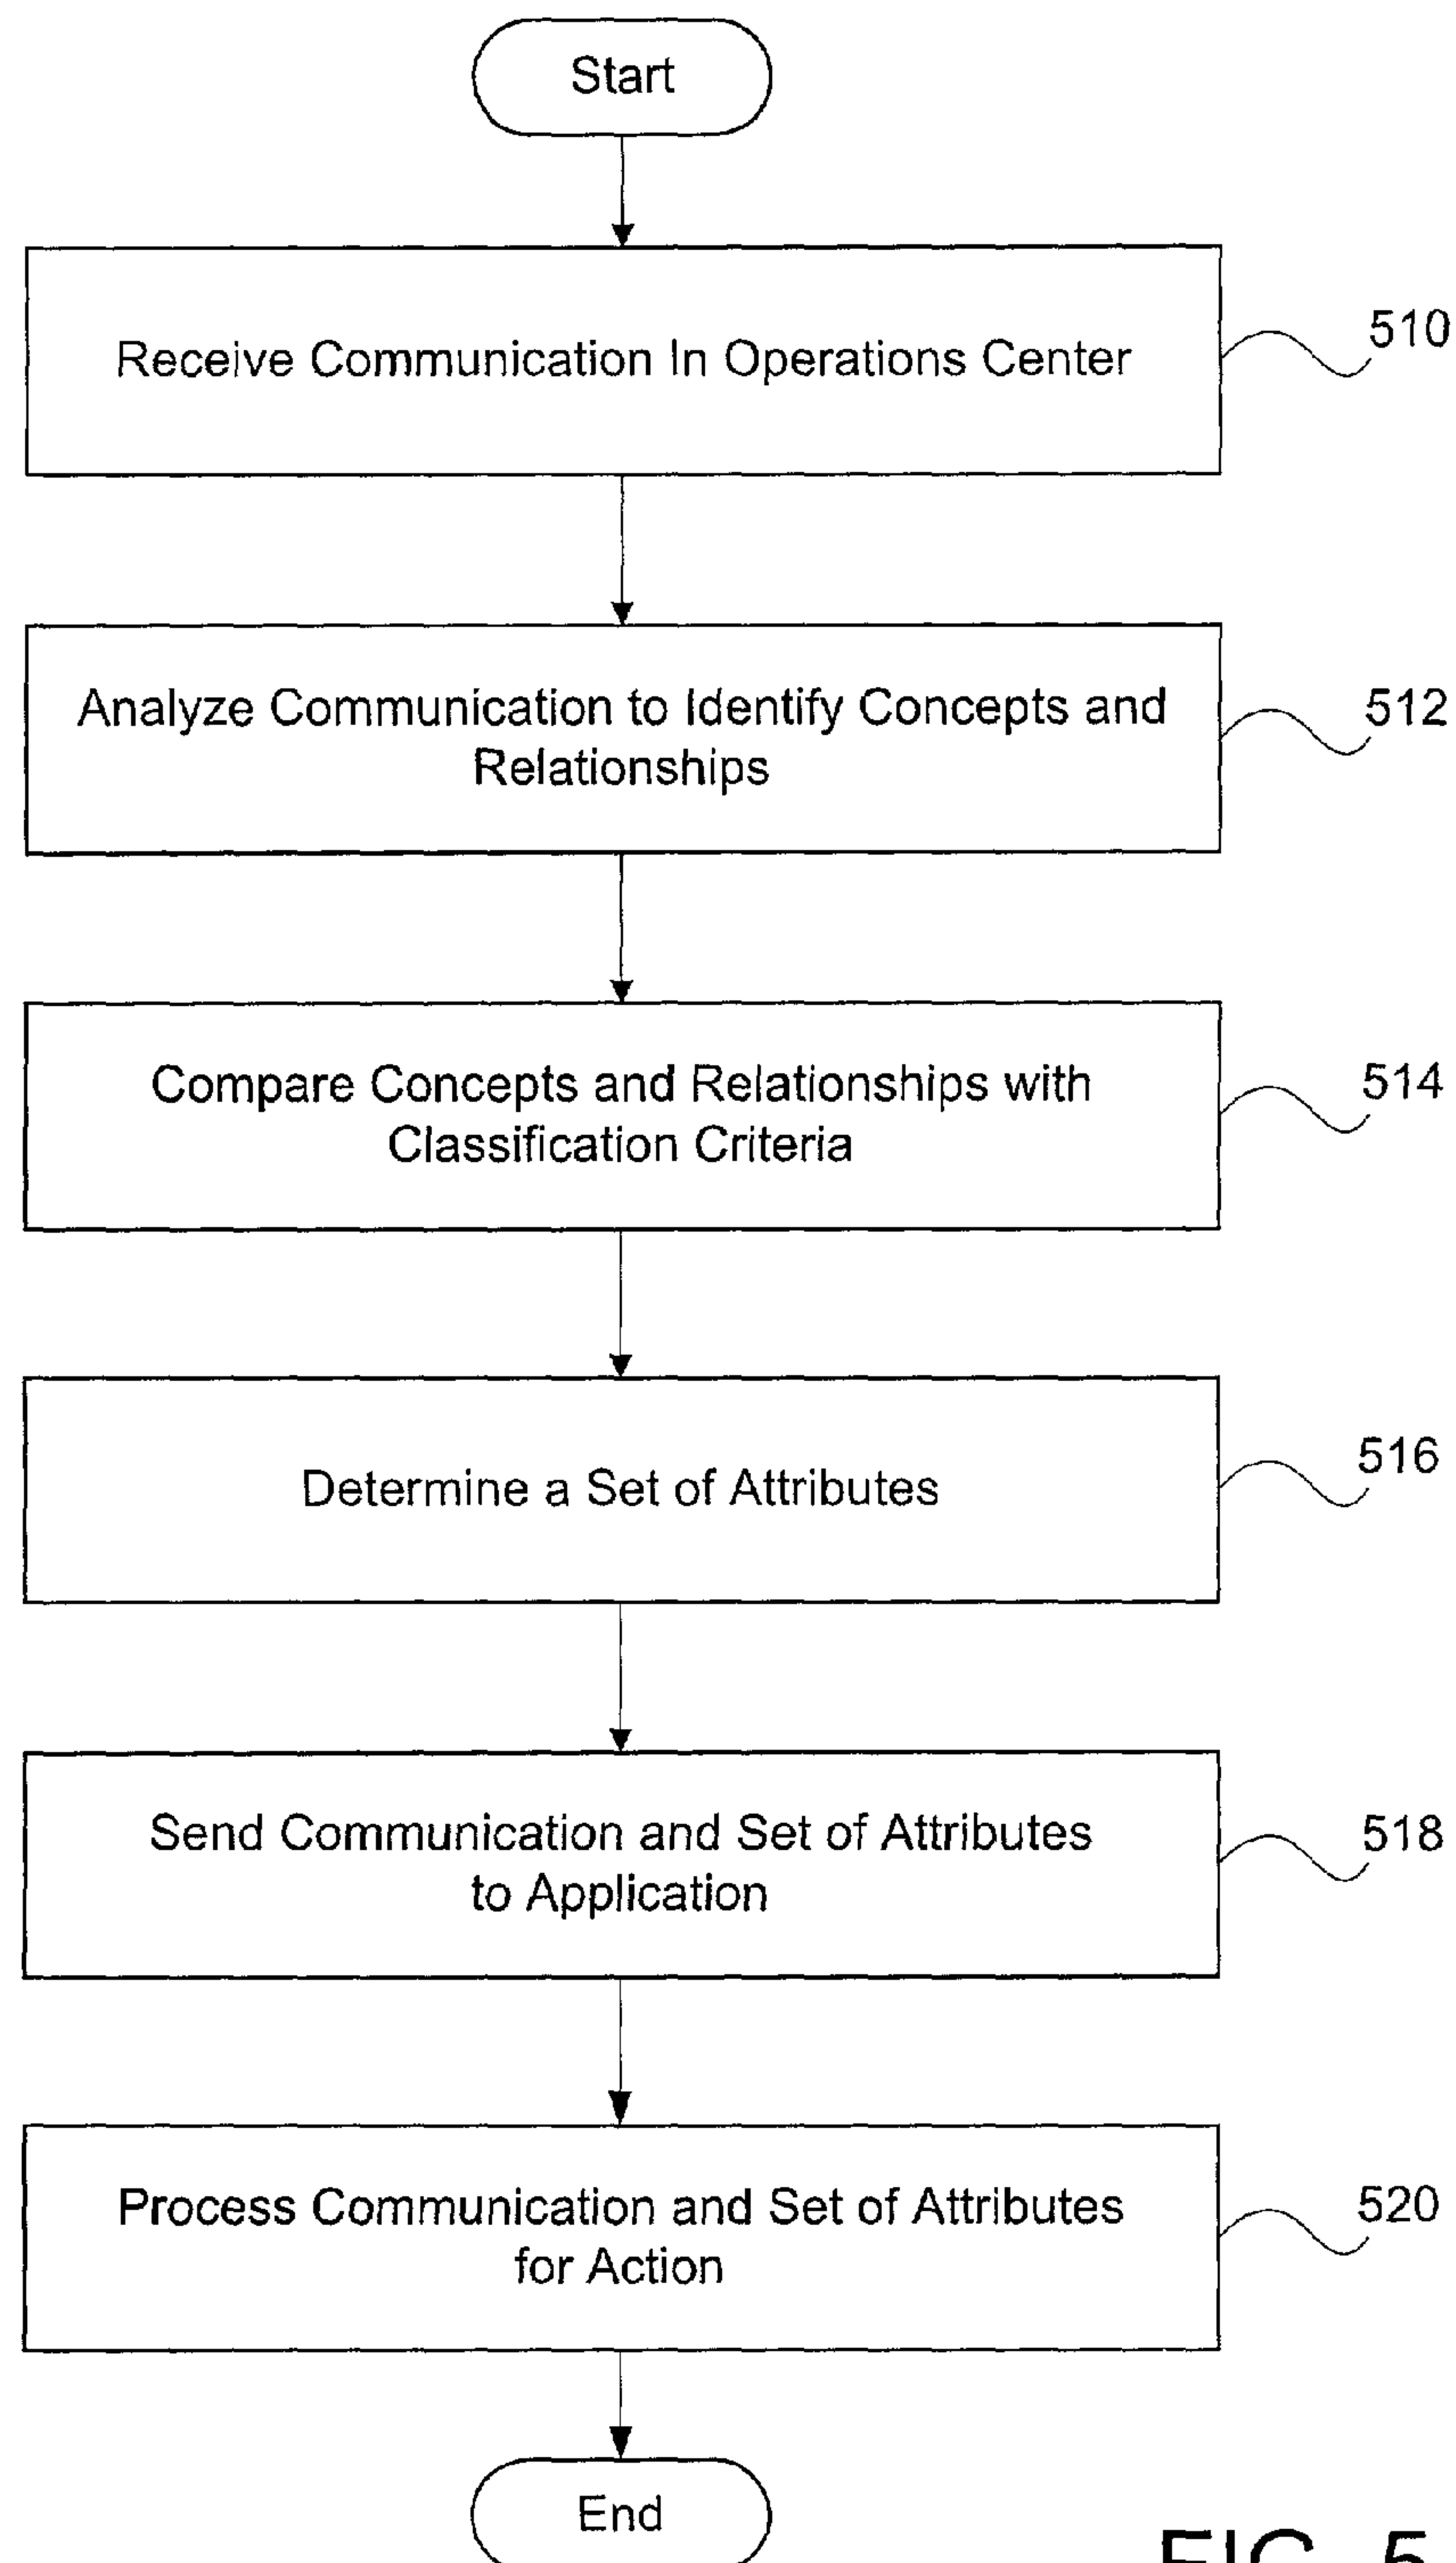 Start
Receive Communication In Operations Center
510
Analyze Communication to Identify Concepts and
Relationships
512
Compare Concepts and Relationships with
Classification Criteria
514
Determine a Set of Attributes
516
Send Communication and Set of Attributes
to Application
518
Process Communication and Set of Attributes
for Action
520
End
FIG. 5